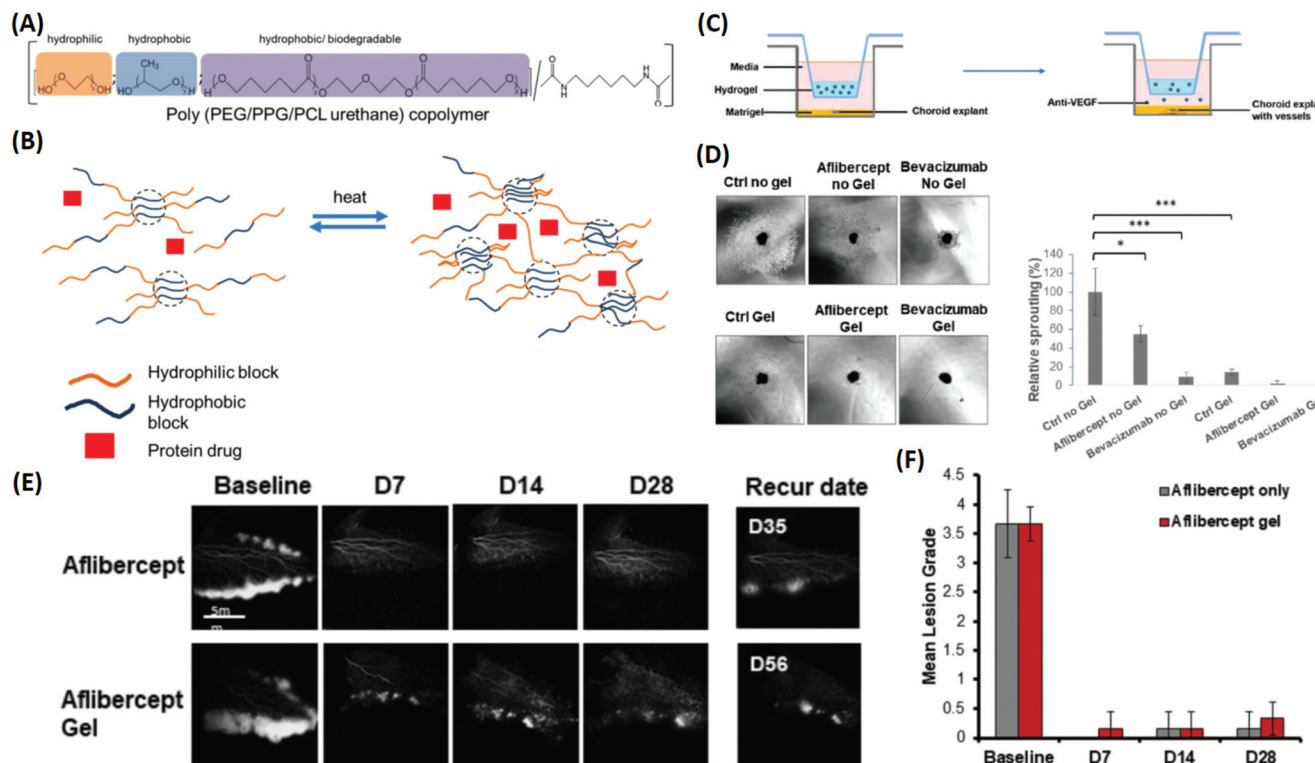 (A)
hydrophilic
hydrophobic
hydrophobic/ biodegradable
Poly (PEG/PPG/PCL urethane) copolymer
(B)
heat
Hydrophilic block
Hydrophobic
block
Protein drug
(C)
Media
Hydrogel
Matrigel
Choroid explant
Anti-VEGF
Choroid expla
with vessels
(D)
Ctrl no gel
Aflibercept
no Gel
Bevacizumab
No Gel
Ctrl Gel
Aflibercept
Gel
Bevacizumab
Gel
Relative sprouting (%)
140
120
100
80
60
40
20
0
***
***
*
Ctrl no Gel
Aflibercept no Gel
Bevacizumab no Gel
Ctrl Gel
Aflibercept Gel
Bevacizumab G
(E)
Baseline
D7
D14
D28
Recur date
Aflibercept
5m
m
D35
Aflibercept
Gel
D56
(F)
Mean Lesion Grade
4.5
4
3.5
3
2.5
2
1.5
1
0.5
0
Aflibercept only
Aflibercept gel
Baseline
D7
D14
D28